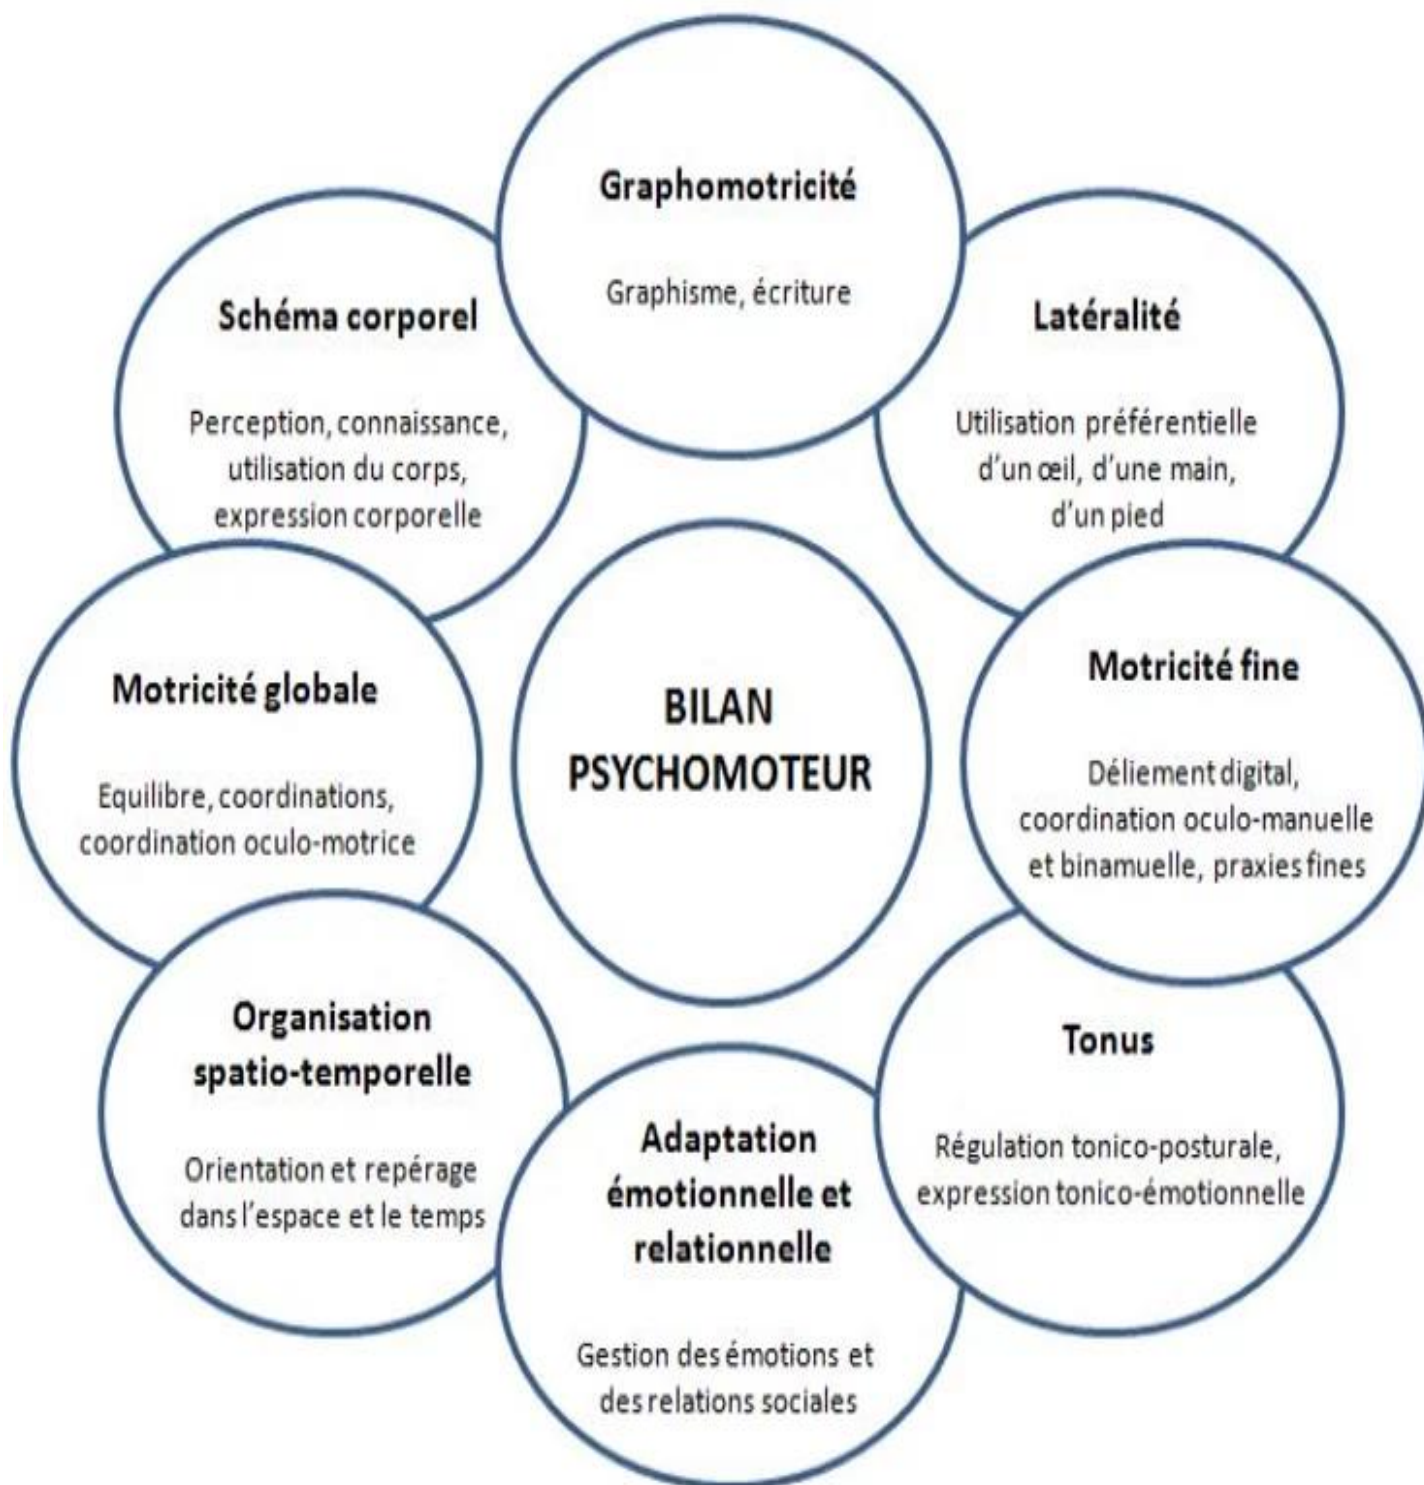 Graphomotricité
Graphisme, écriture
Schéma corporel
Perception, connaissance,
utilisation du corps,
expression corporelle
Latéralité
Utilisation préférentielle
d'un œil, d'une main,
d'un pied
Motricité globale
Equilibre, coordinations,
coordination oculo-motrice
BILAN
PSYCHOMOTEUR
Motricité fine
Déliement digital,
coordination oculo-manuelle
et binamuelle, praxies fines
Organisation
spatio-temporelle
Orientation et repérage
dans l'espace et le temps
Adaptation
émotionnelle et
relationnelle
Gestion des émotions et
des relations sociales
Tonus
Régulation tonico-posturale,
expression tonico-émotionnelle